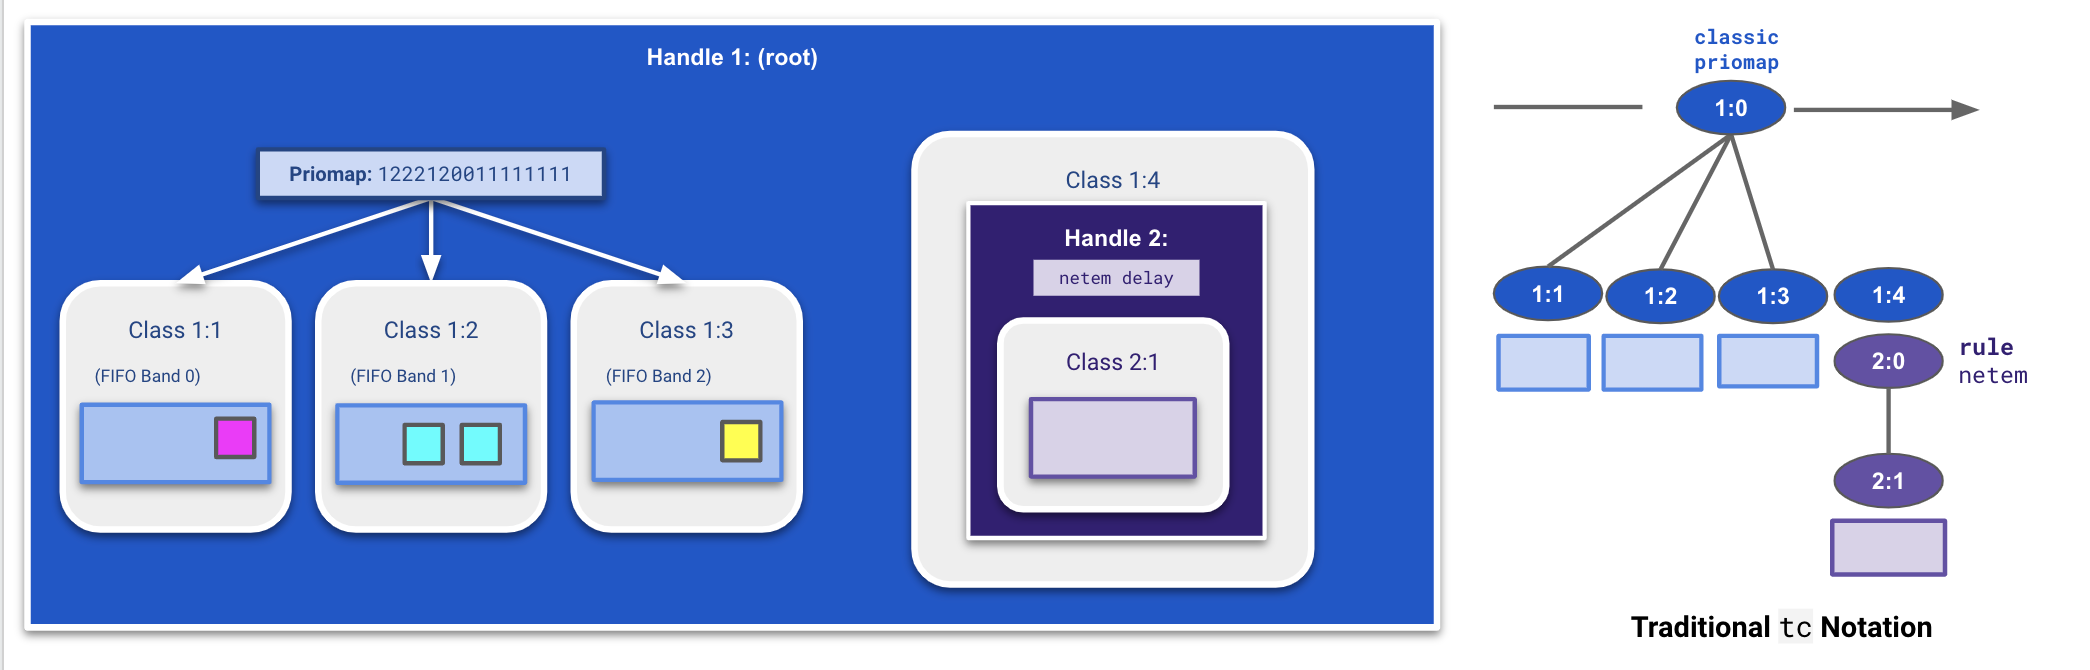 Handle 1: (root)
Priomap: 1222120011111111
Class 1:1
(FIFO Band 0)
Class 1:2
(FIFO Band 1)
Class 1:3
(FIFO Band 2)
Class 1:4
Handle 2:
netem delay
Class 2:1
classic
priomap
1:0
1:1
1:2
1:3
1:4
2:0
rule
netem
2:1
Traditional tc Notation